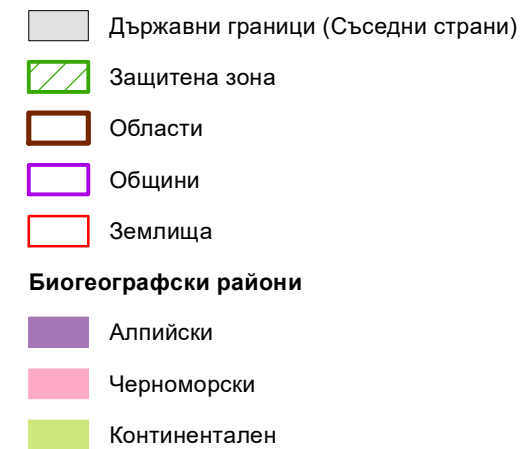 Държавни граници (Съседни страни)
Защитена зона
Области
Общини
Землища
Биогеографски райони
Алпийски
Черноморски
Континентален